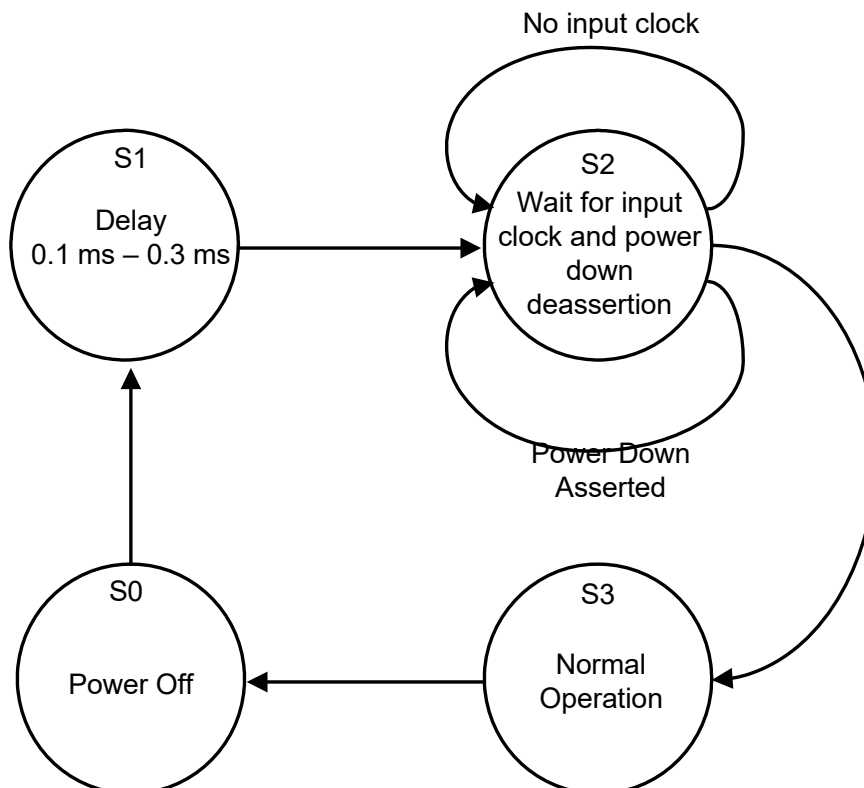 No input clock
S1
Delay
0.1 ms – 0.3 ms
S2
Wait for input
clock and power
down
deassertion
Power Down
Asserted
S0
Power Off
S3
Normal
Operation